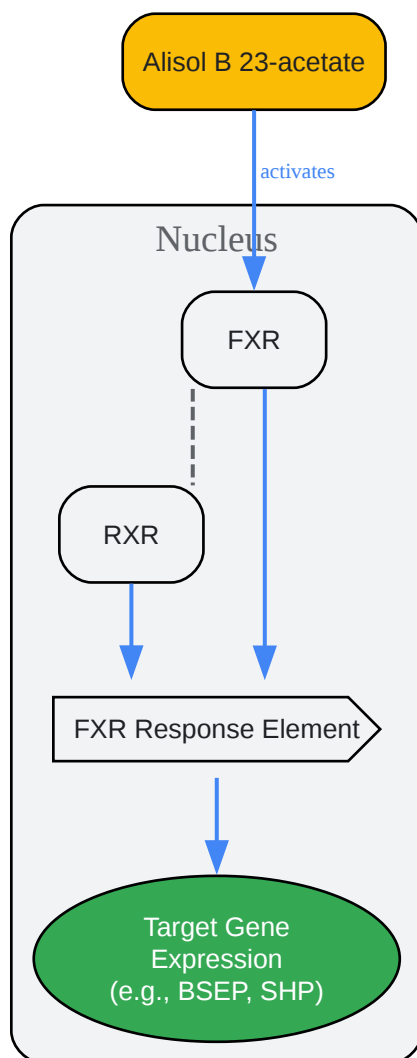 Alisol B 23-acetate
activates
Nucleus
FXR
RXR
FXR Response Element
Target Gene
Expression
(e.g., BSEP, SHP)